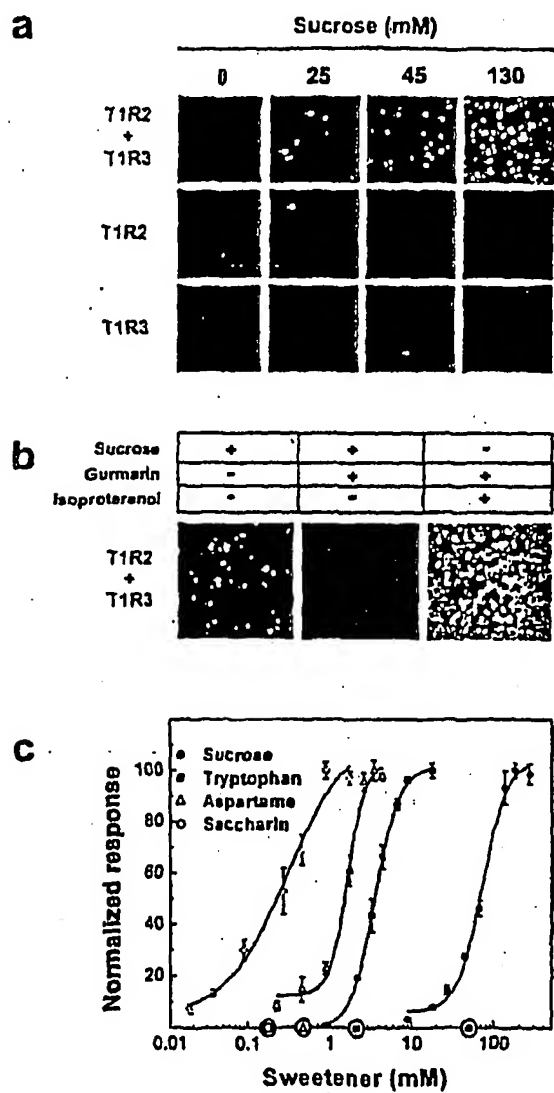 a
Sucrose (mM)
0 25 45 130
T1R2
+
T1R3
T1R2
T1R3
b
Sucrose + + -
Gurmarin - + +
Isoproterenol - - +
T1R2
+
T1R3
c
Normalized response
100
80
60
40
20
Sucrose
Tryptophan
Aspartame
Saccharin
0.01 0.1 1 10 100
Sweetener (mM)